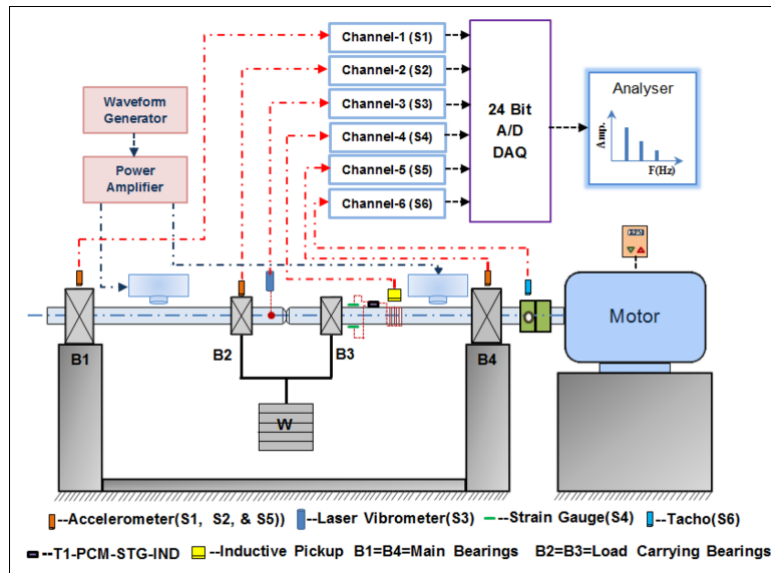 Channel-1 (S1)
Channel-2 (S2)
Channel-3 (S3)
Channel-4 (S4)
Channel-5 (S5)
Channel-6 (S6)
24 Bit
A/D
DAQ
Analyser
Amp.
F(Hz)
Waveform
Generator
Power
Amplifier
Motor
B1
B2
B3
B4
W
--Accelerometer(S1, S2, & S5))
--Laser Vibrometer(S3)
--Strain Gauge(S4)
--Tacho(S6)
--T1-PCM-STG-IND
--Inductive Pickup
B1=B4=Main Bearings
B2=B3=Load Carrying Bearings